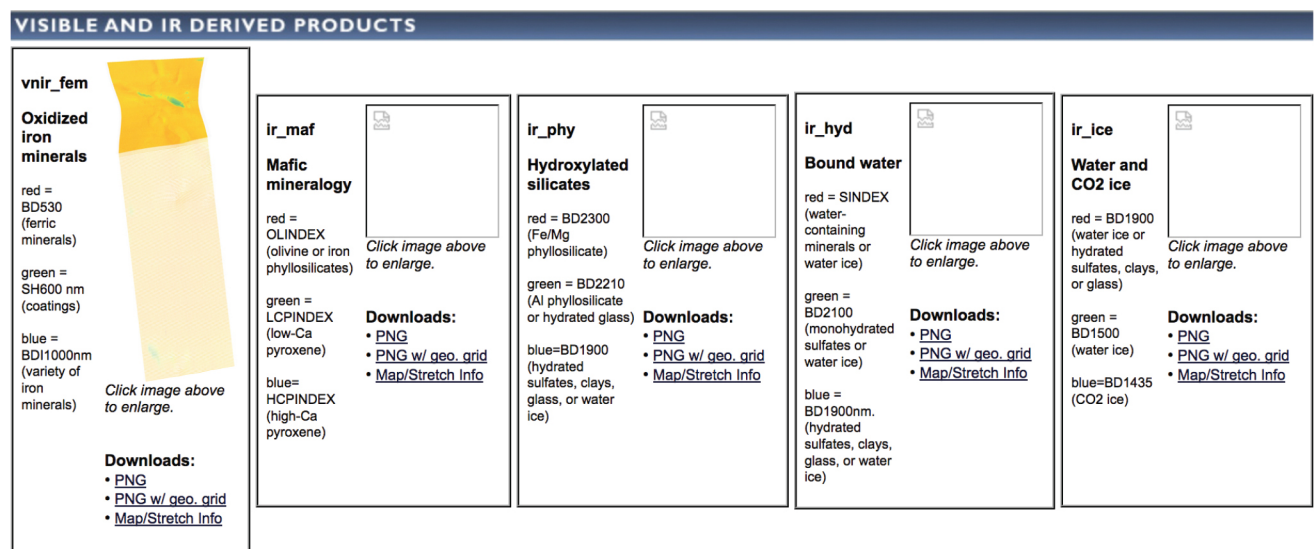 VISIBLE AND IR DERIVED PRODUCTS
vnir_fem
Oxidized
iron
minerals
red =
BD530
(ferric
minerals)
green =
SH600 nm
(coatings)
blue =
BDI1000nm
(variety of
iron
minerals)
Click image above
to enlarge.
Downloads:
• PNG
• PNG w/ geo. grid
• Map/Stretch Info
ir_maf
Mafic
mineralogy
red =
OLINDEX
(olivine or iron
phyllosilicates)
green =
LCPINDEX
(low-Ca
pyroxene)
blue=
HCPINDEX
(high-Ca
pyroxene)
Click image above
to enlarge.
Downloads:
• PNG
• PNG w/ geo. grid
• Map/Stretch Info
ir_phy
Hydroxylated
silicates
red = BD2300
(Fe/Mg
phyllosilicate)
green = BD2210
(Al phyllosilicate
or hydrated glass)
blue=BD1900
(hydrated
sulfates, clays,
glass, or water
ice)
Click image above
to enlarge.
Downloads:
• PNG
• PNG w/ geo. grid
• Map/Stretch Info
ir_hyd
Bound water
red = SINDEX
(water-
containing
minerals or
water ice)
green =
BD2100
(monohydrated
sulfates or
water ice)
blue =
BD1900nm.
(hydrated
sulfates, clays,
glass, or water
ice)
Click image above
to enlarge.
Downloads:
• PNG
• PNG w/ geo. grid
• Map/Stretch Info
ir_ice
Water and
CO2 ice
red = BD1900
(water ice or
hydrated
sulfates, clays,
or glass)
green =
BD1500
(water ice)
blue=BD1435
(CO2 ice)
Click image above
to enlarge.
Downloads:
• PNG
• PNG w/ geo. grid
• Map/Stretch Info